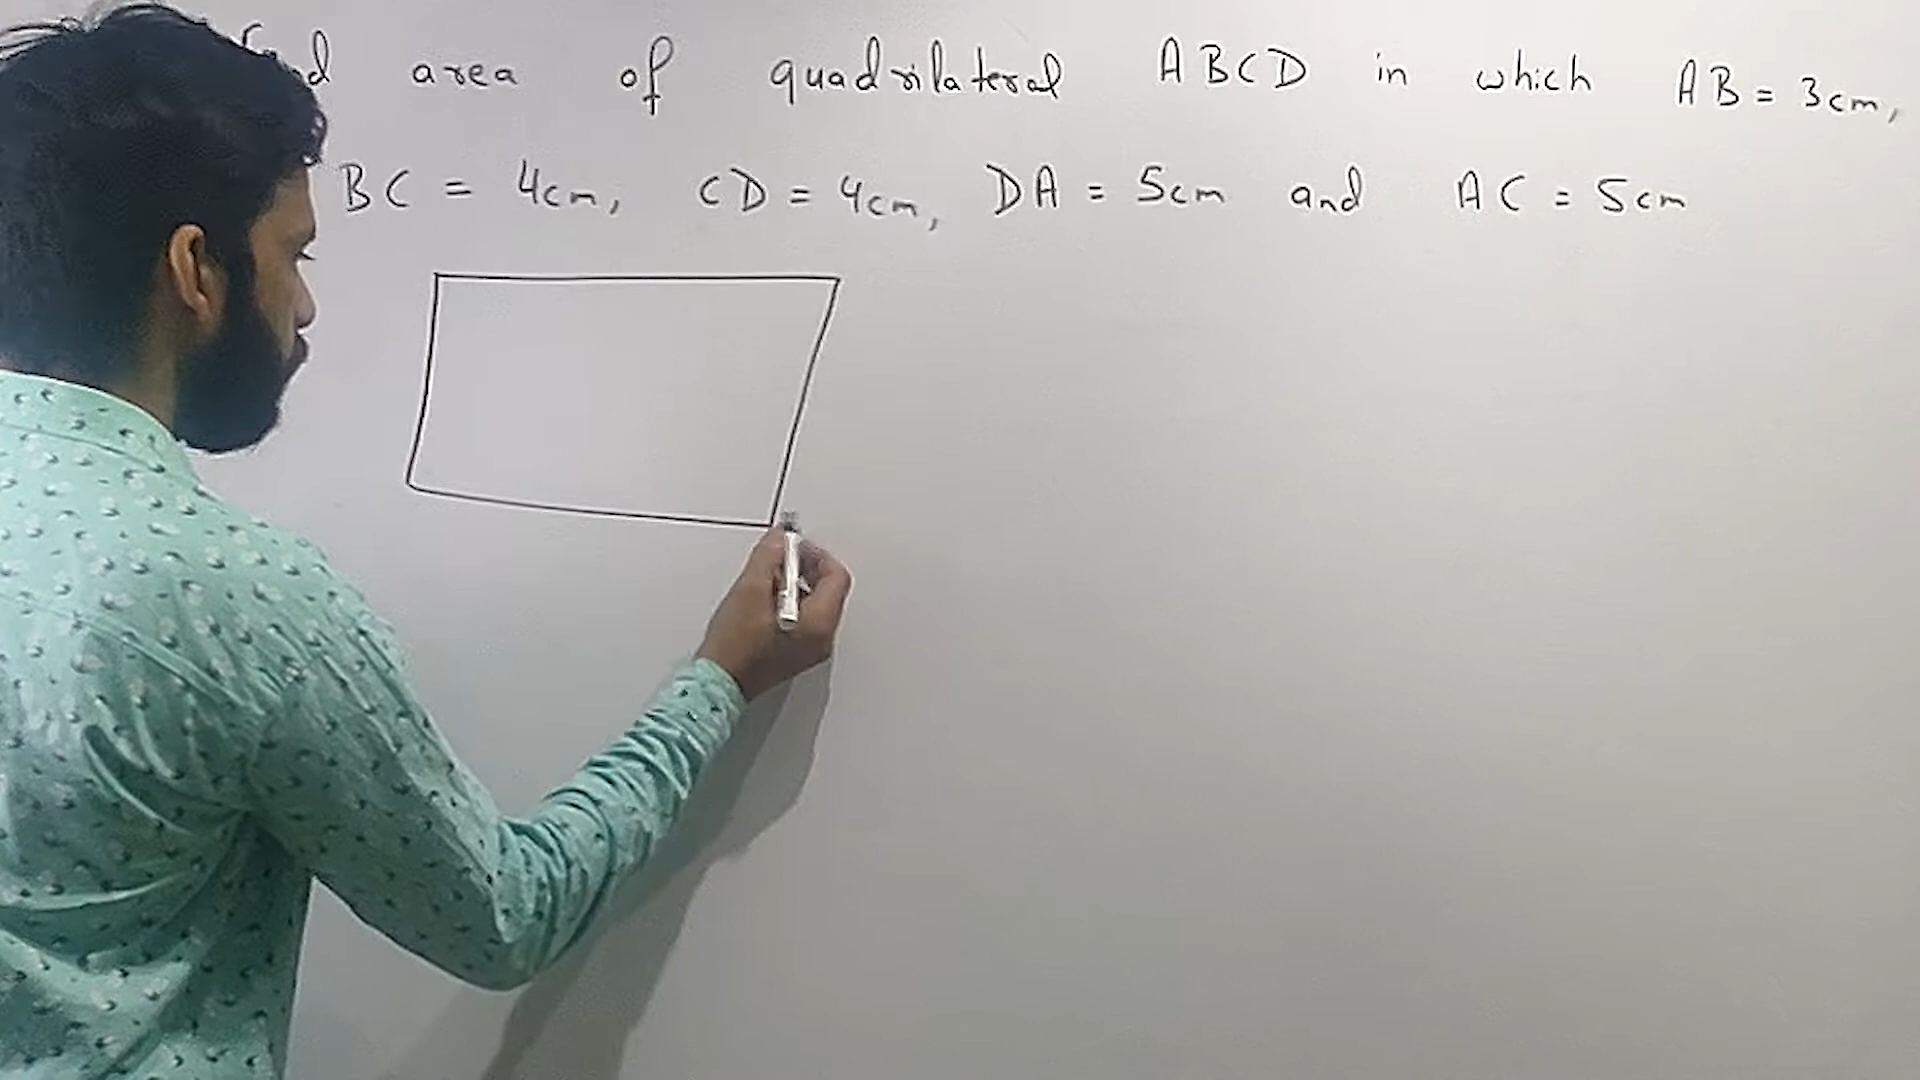 area of quadrilateral ABCD in which AB = 3cm,
BC = 4cm, CD = 4cm, DA = 5cm and AC = 5cm